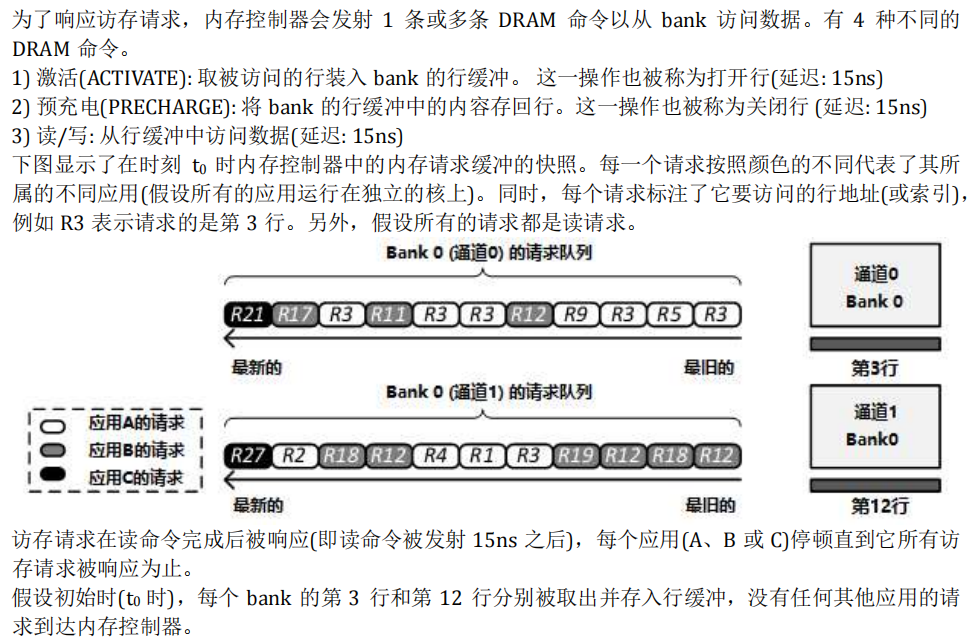 为了响应访存请求，内存控制器会发射 1 条或多条 DRAM 命令以从 bank 访问数据。有 4 种不同的
DRAM 命令。
1) 激活(ACTIVATE): 取被访问的行装入 bank 的行缓冲。 这一操作也被称为打开行(延迟: 15ns)
2) 预充电(PRECHARGE): 将 bank 的行缓冲中的内容存回行。这一操作也被称为关闭行 (延迟: 15ns)
3) 读/写: 从行缓冲中访问数据(延迟: 15ns)
下图显示了在时刻 t₀ 时内存控制器中的内存请求缓冲的快照。每一个请求按照颜色的不同代表了其所
属的不同应用(假设所有的应用运行在独立的核上)。同时，每个请求标注了它要访问的行地址(或索引)，
例如 R3 表示请求的是第 3 行。另外，假设所有的请求都是读请求。
Bank 0 (通道0) 的请求队列
R21 R17 R3 R11 R3 R3 R12 R9 R3 R5 R3
最新的 最旧的
通道0
Bank 0
第3行
Bank 0 (通道1) 的请求队列
R27 R2 R18 R12 R4 R1 R3 R19 R12 R18 R12
最新的 最旧的
通道1
Bank0
第12行
应用A的请求
应用B的请求
应用C的请求
访存请求在读命令完成后被响应(即读命令被发射 15ns 之后)，每个应用(A、B 或 C)停顿直到它所有访
存请求被响应为止。
假设初始时(t₀ 时)，每个 bank 的第 3 行和第 12 行分别被取出并存入行缓冲，没有任何其他应用的请
求到达内存控制器。